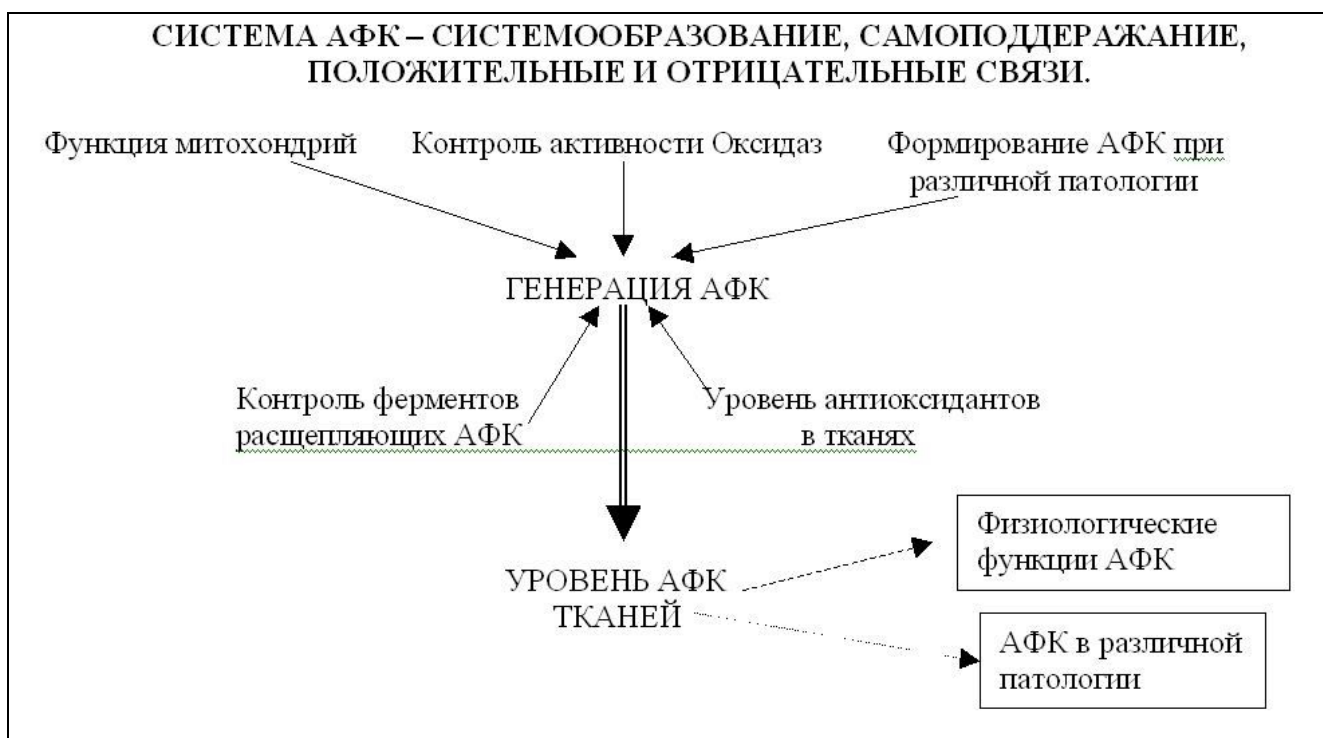 СИСТЕМА АФК – СИСТЕМООБРАЗОВАНИЕ, САМОПОДДЕРАЖАНИЕ,
ПОЛОЖИТЕЛЬНЫЕ И ОТРИЦАТЕЛЬНЫЕ СВЯЗИ.
Функция митохондрий
Контроль активности Оксидаз
Формирование АФК при
различной патологии
ГЕНЕРАЦИЯ АФК
Контроль ферментов
расщепляющих АФК
Уровень антиоксидантов
в тканях
Физиологические
функции АФК
УРОВЕНЬ АФК
ТКАНЕЙ
АФК в различной
патологии